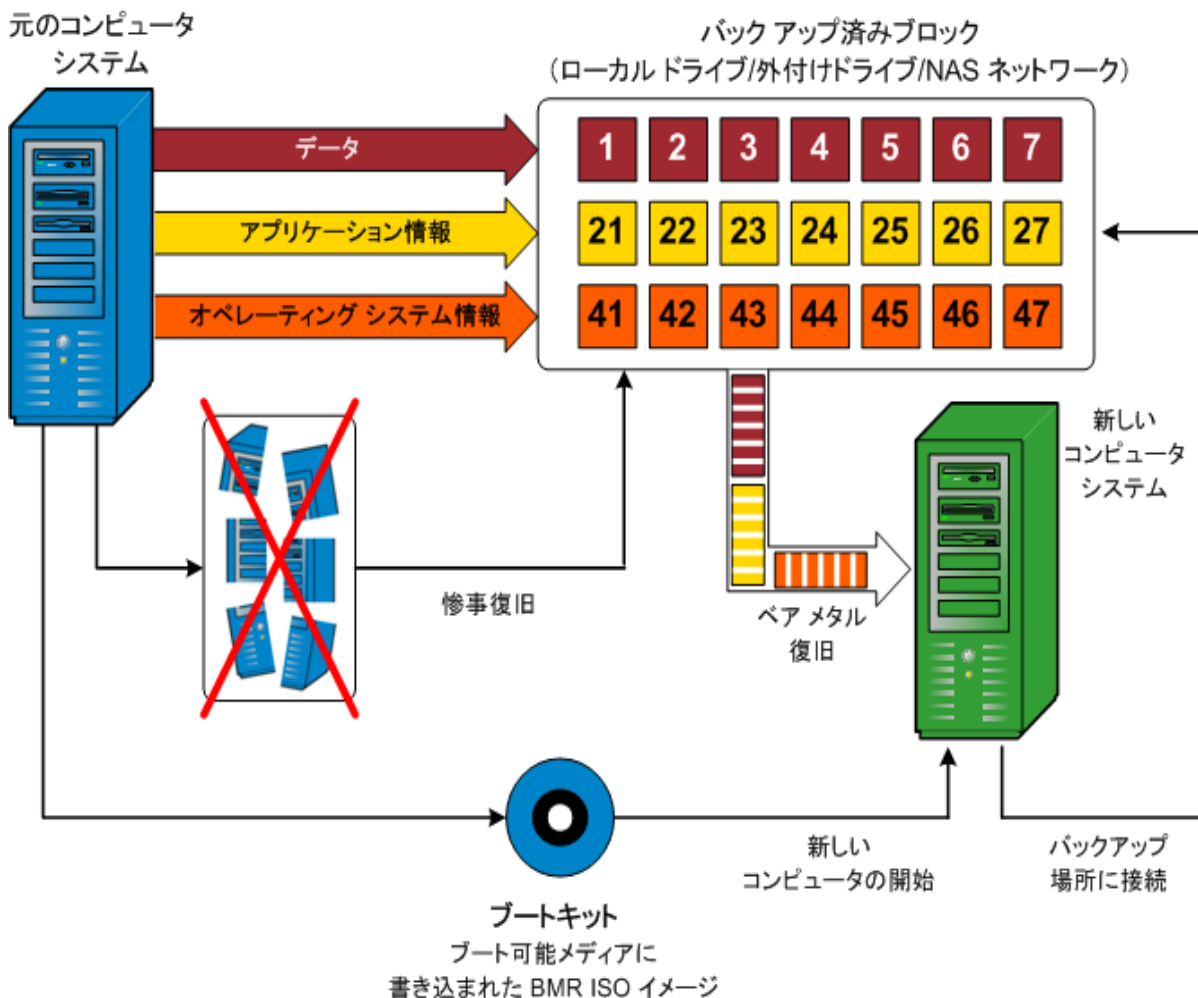 元のコンピュータ
システム
バック アップ済みブロック
（ローカル ドライブ/外付けドライブ/NAS ネットワーク）
データ
1 2 3 4 5 6 7
アプリケーション情報
21 22 23 24 25 26 27
オペレーティング システム情報
41 42 43 44 45 46 47
新しい
コンピュータ
システム
惨事復旧
ベア メタル
復旧
新しい
コンピュータの開始
バックアップ
場所に接続
ブートキット
ブート可能メディアに
書き込まれた BMR ISO イメージ